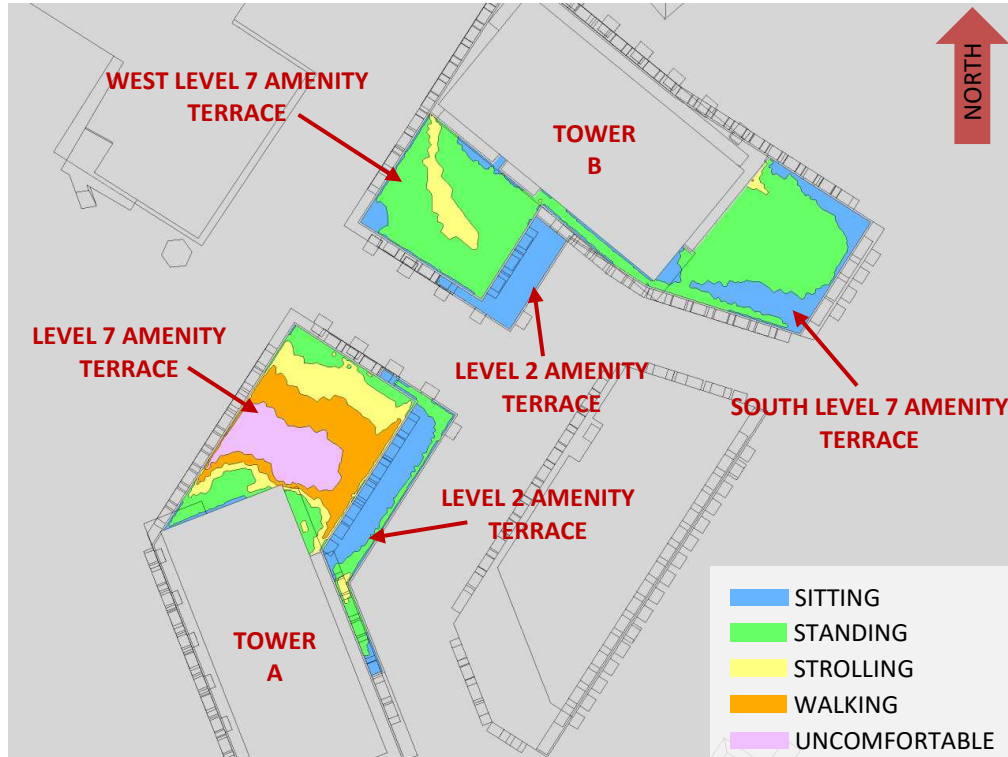 NORTH
WEST LEVEL 7 AMENITY
TERRACE
TOWER
B
LEVEL 7 AMENITY
TERRACE
LEVEL 2 AMENITY
TERRACE
SOUTH LEVEL 7 AMENITY
TERRACE
LEVEL 2 AMENITY
TERRACE
TOWER
A
SITTING
STANDING
STROLLING
WALKING
UNCOMFORTABLE